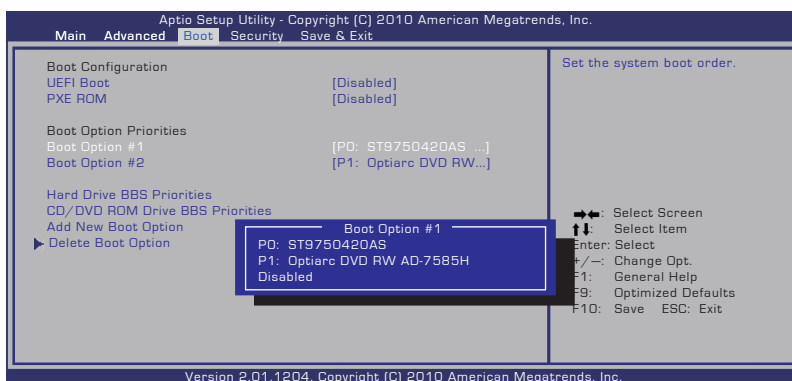 Aptio Setup Utility - Copyright (C) 2010 American Megatrends, Inc.
Main Advanced Boot Security Save & Exit
Boot Configuration
UEFI Boot [Disabled]
PXE ROM [Disabled]
Boot Option Priorities
Boot Option #1 [P0: ST9750420AS ...]
Boot Option #2 [P1: Optiarc DVD RW...]
Hard Drive BBS Priorities
CD/DVD ROM Drive BBS Priorities
Add New Boot Option
Delete Boot Option
Boot Option #1
P0: ST9750420AS
P1: Optiarc DVD RW AD-7585H
Disabled
Set the system boot order.
→←: Select Screen
↑↓: Select Item
Enter: Select
+/—: Change Opt.
F1: General Help
F9: Optimized Defaults
F10: Save ESC: Exit
Version 2.01.1204. Copyright (C) 2010 American Megatrends, Inc.